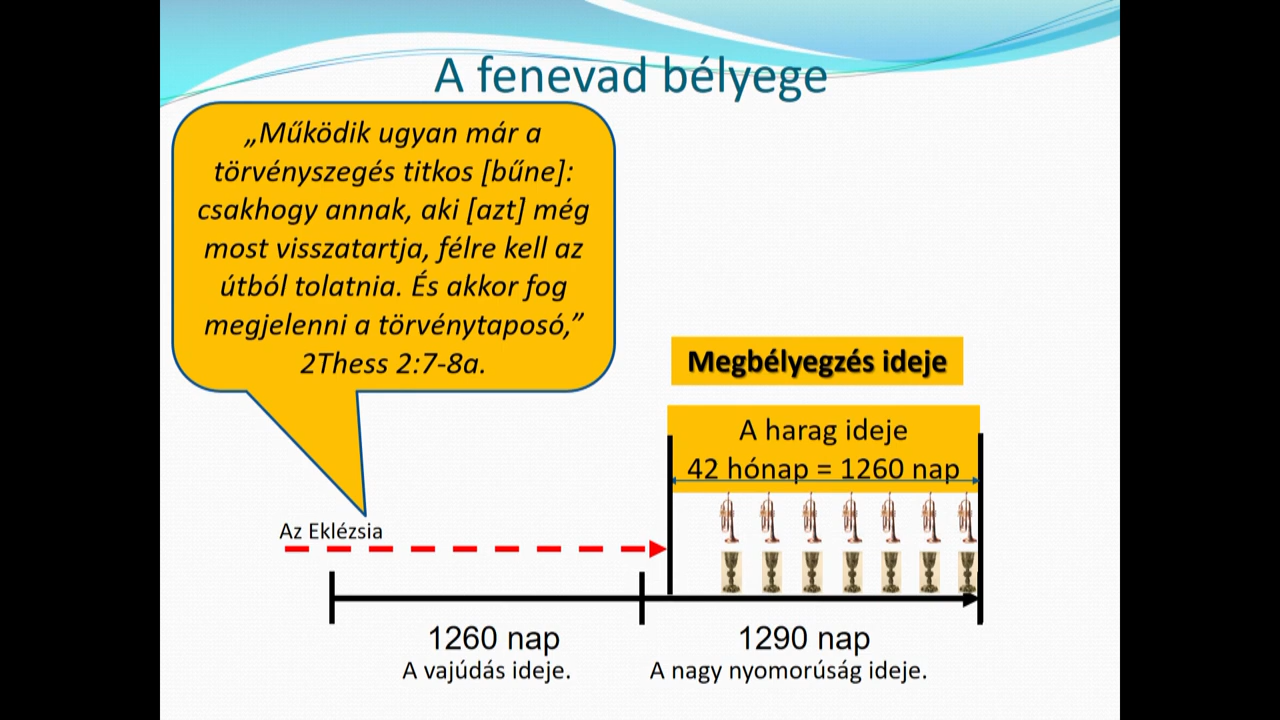 A fenevad bélyege
„Működik ugyan már a
törvényszegés titkos [bűne]:
csakhogy annak, aki [azt] még
most visszatartja, félre kell az
útból tolatnia. És akkor fog
megjelenni a törvénytaposó,”
2Thess 2:7-8a.
Megbélyegzés ideje
A harag ideje
42 hónap = 1260 nap
Az Eklézsia
1260 nap
A vajúdás ideje.
1290 nap
A nagy nyomorúság ideje.